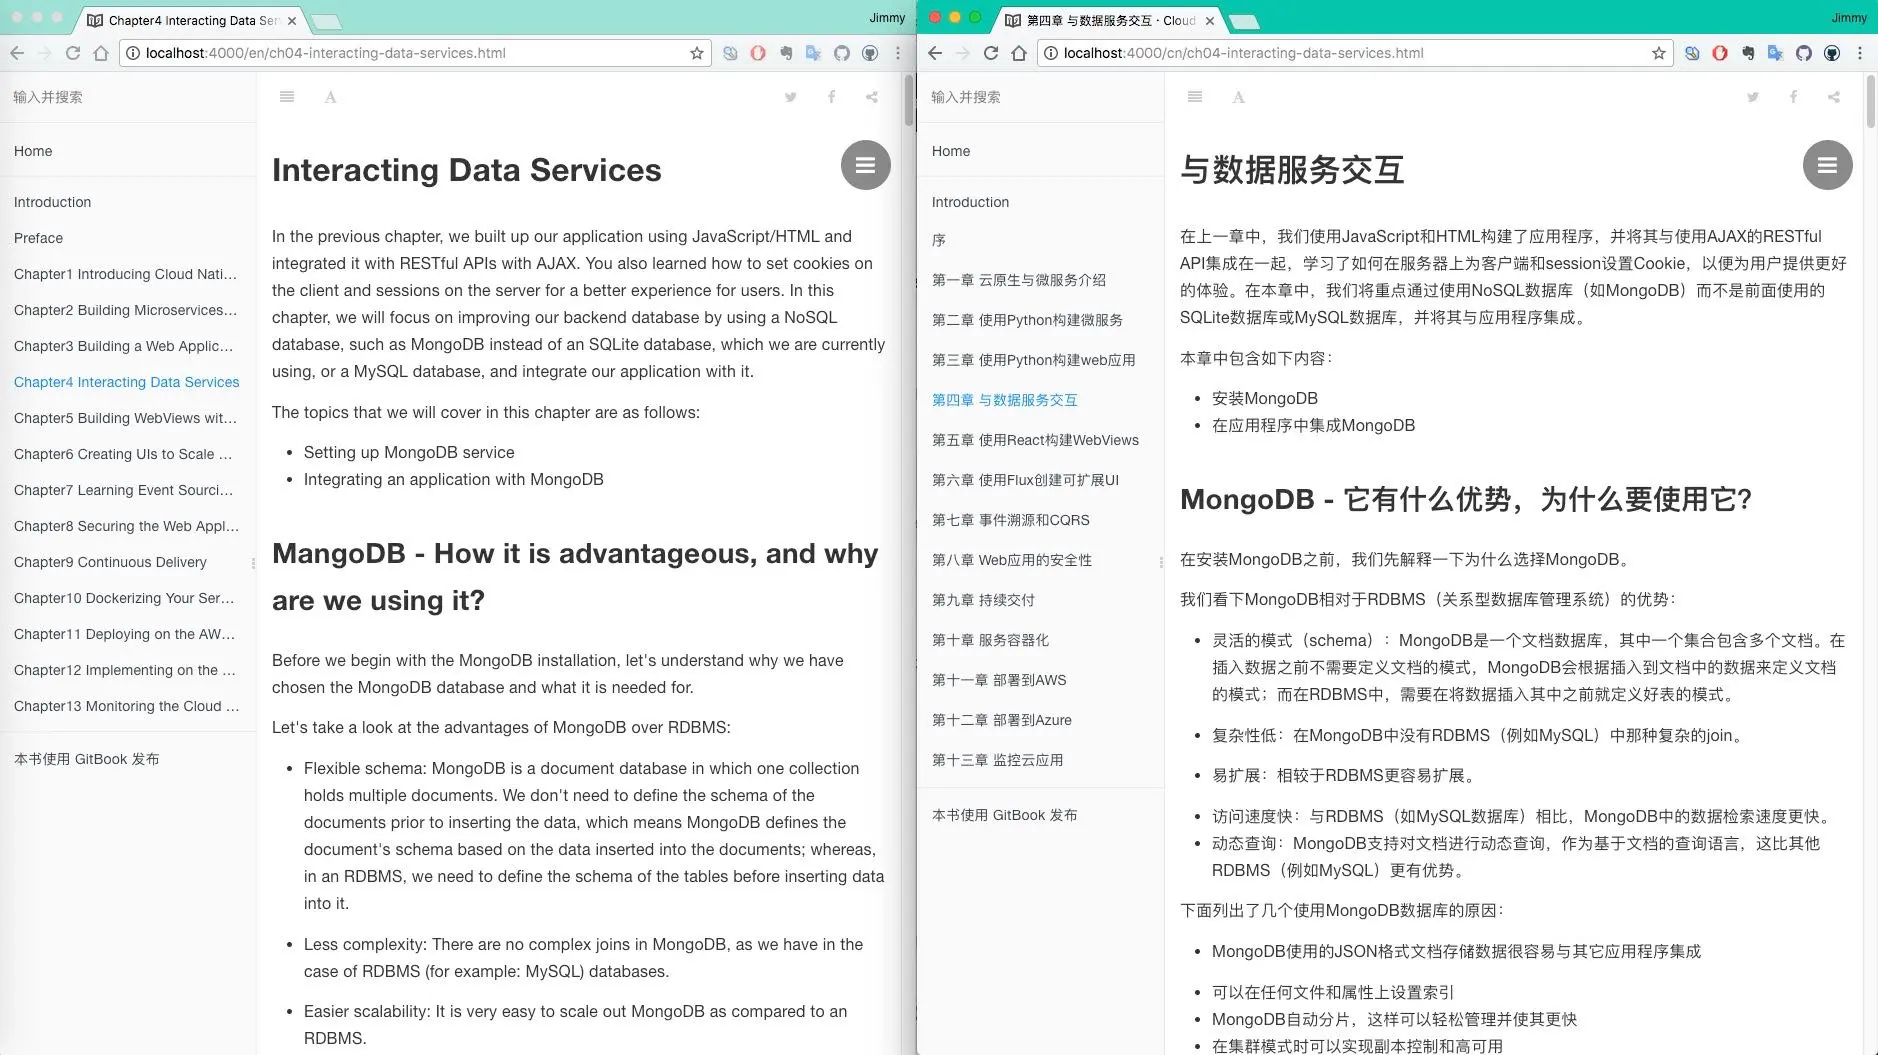 Chapter4 Interacting Data Ser
Jimmy
localhost:4000/en/ch04-interacting-data-services.html
输入并搜索
A
Home
Introduction
Preface
Chapter1 Introducing Cloud Nati...
Chapter2 Building Microservices...
Chapter3 Building a Web Applic...
Chapter4 Interacting Data Services
Chapter5 Building WebViews wit...
Chapter6 Creating UIs to Scale ...
Chapter7 Learning Event Sourci...
Chapter8 Securing the Web Appl...
Chapter9 Continuous Delivery
Chapter10 Dockerizing Your Ser...
Chapter11 Deploying on the AW...
Chapter12 Implementing on the ...
Chapter13 Monitoring the Cloud ...
本书使用 GitBook 发布
Interacting Data Services
In the previous chapter, we built up our application using JavaScript/HTML and
integrated it with RESTful APIs with AJAX. You also learned how to set cookies on
the client and sessions on the server for a better experience for users. In this
chapter, we will focus on improving our backend database by using a NoSQL
database, such as MongoDB instead of an SQLite database, which we are currently
using, or a MySQL database, and integrate our application with it.
The topics that we will cover in this chapter are as follows:
• Setting up MongoDB service
• Integrating an application with MongoDB
MangoDB - How it is advantageous, and why
are we using it?
Before we begin with the MongoDB installation, let's understand why we have
chosen the MongoDB database and what it is needed for.
Let's take a look at the advantages of MongoDB over RDBMS:
• Flexible schema: MongoDB is a document database in which one collection
holds multiple documents. We don't need to define the schema of the
documents prior to inserting the data, which means MongoDB defines the
document's schema based on the data inserted into the documents; whereas,
in an RDBMS, we need to define the schema of the tables before inserting data
into it.
• Less complexity: There are no complex joins in MongoDB, as we have in the
case of RDBMS (for example: MySQL) databases.
• Easier scalability: It is very easy to scale out MongoDB as compared to an
RDBMS.
第四章 与数据服务交互 · Cloud
Jimmy
localhost:4000/cn/ch04-interacting-data-services.html
输入并搜索
A
Home
Introduction
序
第一章 云原生与微服务介绍
第二章 使用Python构建微服务
第三章 使用Python构建web应用
第四章 与数据服务交互
第五章 使用React构建WebViews
第六章 使用Flux创建可扩展UI
第七章 事件溯源和CQRS
第八章 Web应用的安全性
第九章 持续交付
第十章 服务容器化
第十一章 部署到AWS
第十二章 部署到Azure
第十三章 监控云应用
本书使用 GitBook 发布
与数据服务交互
在上一章中，我们使用JavaScript和HTML构建了应用程序，并将其与使用AJAX的RESTful
API集成在一起，学习了如何在服务器上为客户端和session设置Cookie，以便为用户提供更好
的体验。在本章中，我们将重点通过使用NoSQL数据库（如MongoDB）而不是前面使用的
SQLite数据库或MySQL数据库，并将其与应用程序集成。
本章中包含如下内容：
• 安装MongoDB
• 在应用程序中集成MongoDB
MongoDB - 它有什么优势，为什么要使用它？
在安装MongoDB之前，我们先解释一下为什么选择MongoDB。
我们看下MongoDB相对于RDBMS（关系型数据库管理系统）的优势：
• 灵活的模式（schema）：MongoDB是一个文档数据库，其中一个集合包含多个文档。在
插入数据之前不需要定义文档的模式，MongoDB会根据插入到文档中的数据来定义文档
的模式；而在RDBMS中，需要在将数据插入其中之前就定义好表的模式。
• 复杂性低：在MongoDB中没有RDBMS（例如MySQL）中那种复杂的join。
• 易扩展：相较于RDBMS更容易扩展。
• 访问速度快：与RDBMS（如MySQL数据库）相比，MongoDB中的数据检索速度更快。
• 动态查询：MongoDB支持对文档进行动态查询，作为基于文档的查询语言，这比其他
RDBMS（例如MySQL）更有优势。
下面列出了几个使用MongoDB数据库的原因：
• MongoDB使用的JSON格式文档存储数据很容易与其它应用程序集成
• 可以在任何文件和属性上设置索引
• MongoDB自动分片，这样可以轻松管理并使其更快
• 在集群模式时可以实现副本控制和高可用